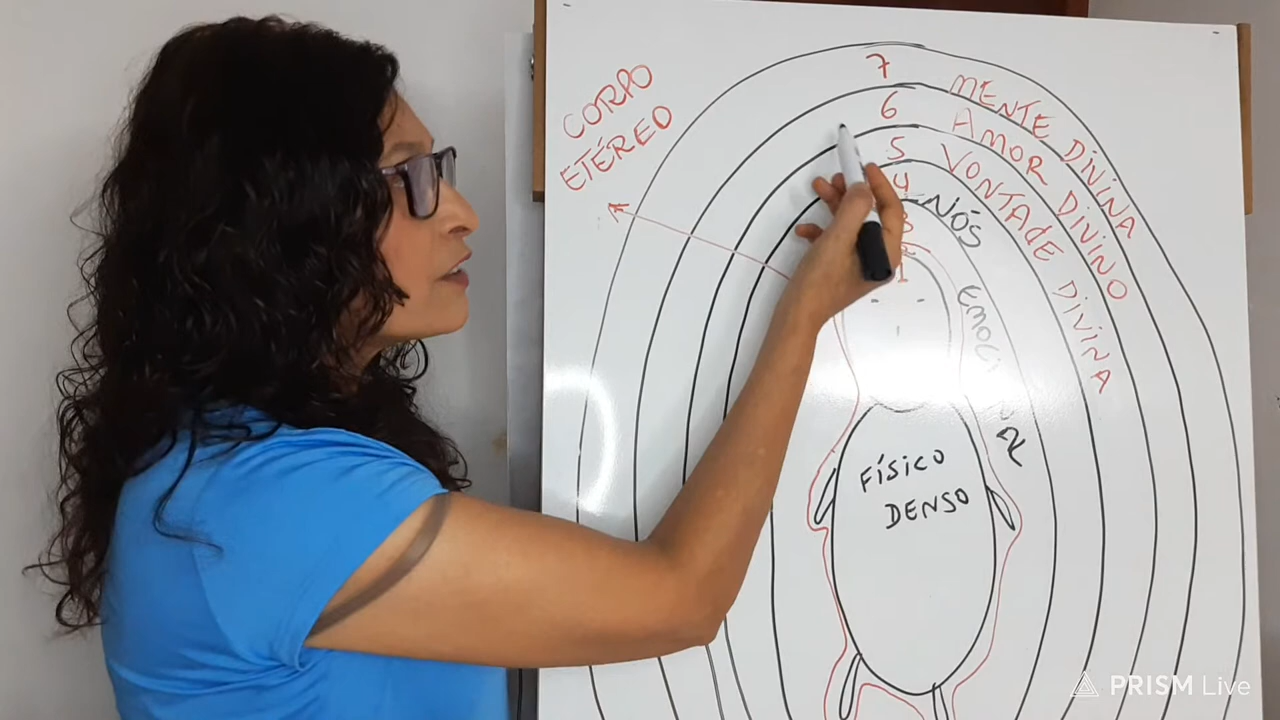 CORPO
ETÉREO
7
MENTE DIVINA
6
AMOR DIVINO
5
VONTADE DIVINA
4
NÓS
3
2
1
FÍSICO
DENSO
PRISM Live